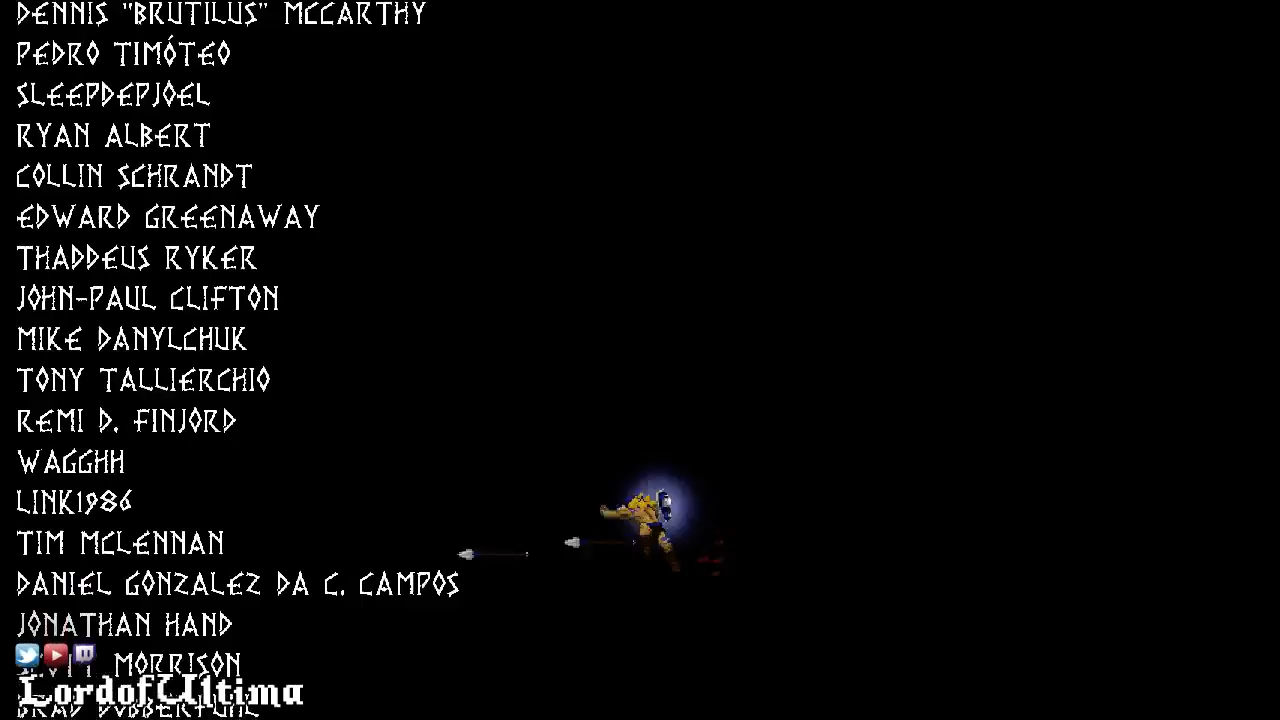 DENNIS "BRUTILUS" MCCARTHY
PEDRO TIMÓTEO
SLEEPDEPJOEL
RYAN ALBERT
COLLIN SCHRANDT
EDWARD GREENAWAY
THADDEUS RYKER
JOHN-PAUL CLIFTON
MIKE DANYLCHUK
TONY TALLIERCHIO
REMI D. FINJORD
WAGGHH
LINK1986
TIM MCLENNAN
DANIEL GONZALEZ DA C. CAMPOS
JONATHAN HAND
MORRISON
LordofUltima
BRAD